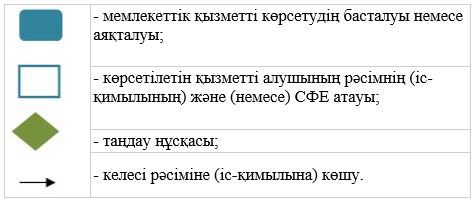 - мемлекеттік қызметті көрсетудің басталуы немесе
аяқталуы;
- көрсетілетін қызметті алушының рәсімнің (іс-
қимылының) және (немесе) СФЕ атауы;
- таңдау нұсқасы;
- келесі рәсіміне (іс-қимылына) көшу.